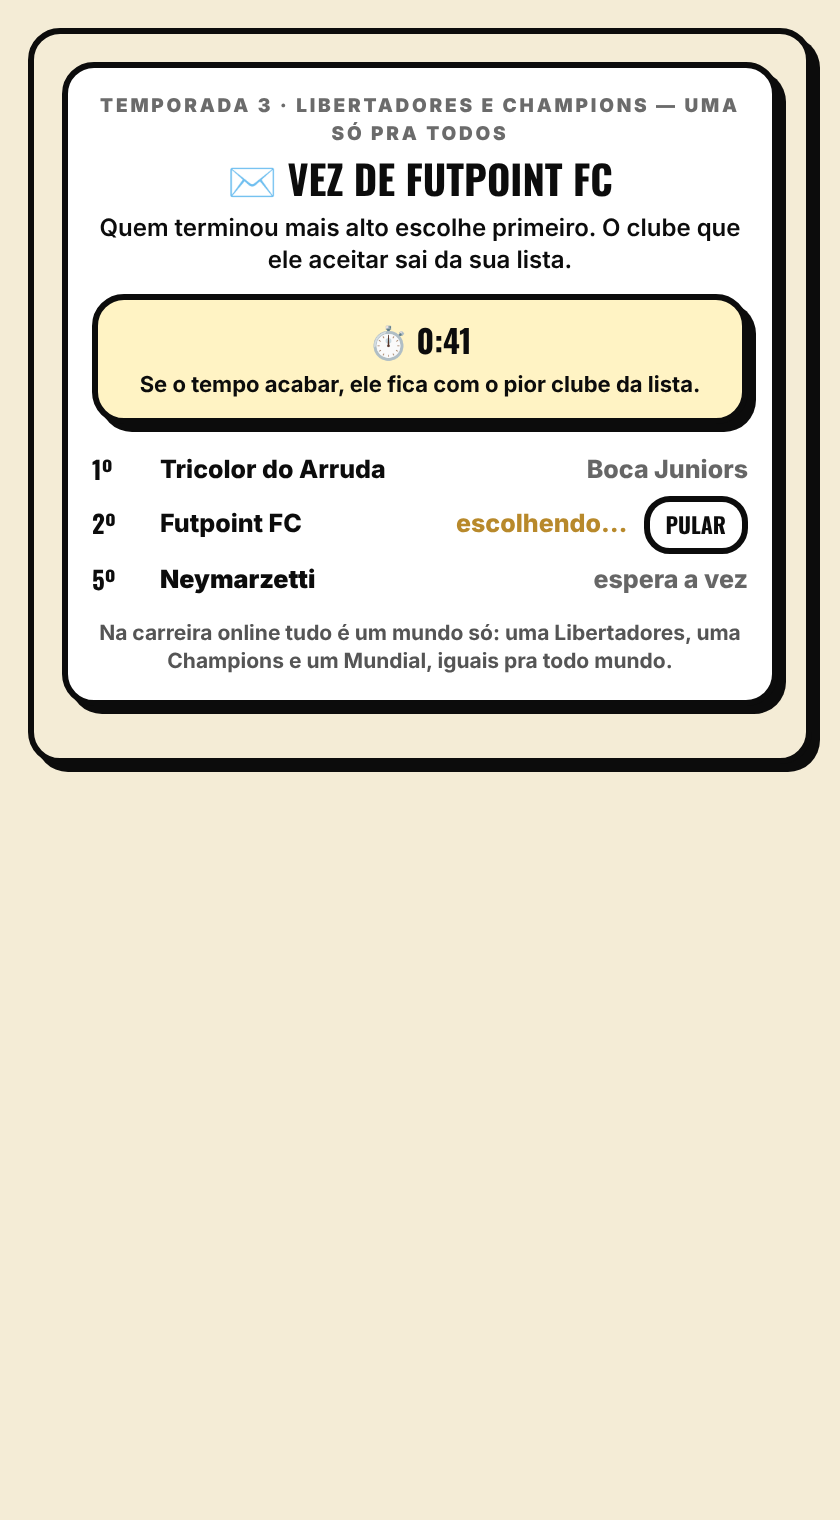 TEMPORADA 3 · LIBERTADORES E CHAMPIONS — UMA
SÓ PRA TODOS
✉️ VEZ DE FUTPOINT FC
Quem terminou mais alto escolhe primeiro. O clube que
ele aceitar sai da sua lista.
⏱️ 0:41
Se o tempo acabar, ele fica com o pior clube da lista.
1º Tricolor do Arruda Boca Juniors
2º Futpoint FC escolhendo... PULAR
5º Neymarzetti espera a vez
Na carreira online tudo é um mundo só: uma Libertadores, uma
Champions e um Mundial, iguais pra todo mundo.